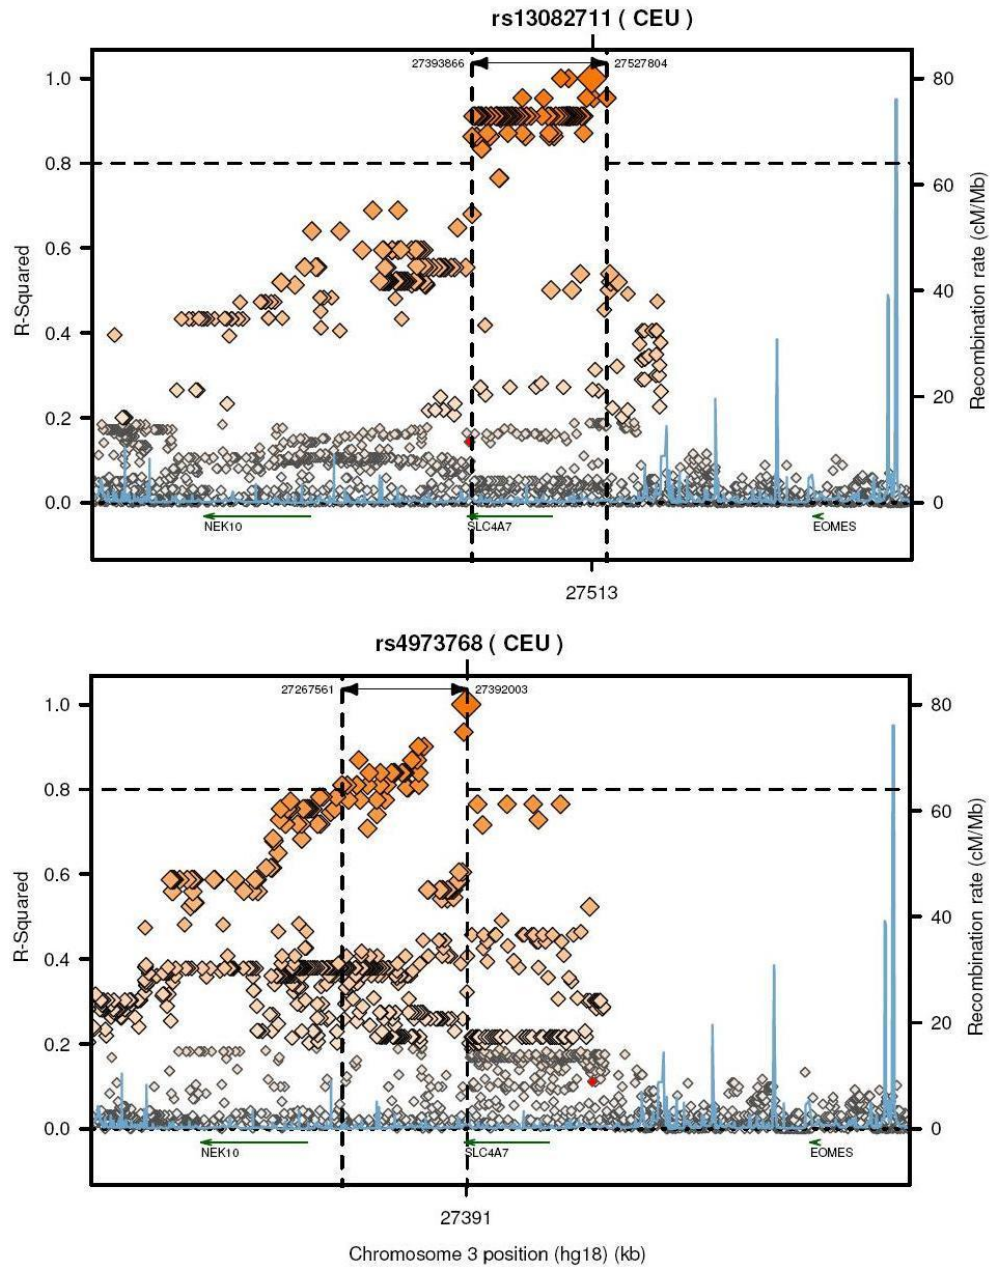 rs13082711 ( CEU )
27393866 27527804
1.0 80
0.8
60
0.6
40
0.4
20
0.2
0.0 0
R-Squared
Recombination rate (cM/Mb)
NEK10 SLC4A7 EOMES
27513
rs4973768 ( CEU )
27267561 27392003
1.0 80
0.8
60
0.6
40
0.4
20
0.2
0.0 0
R-Squared
Recombination rate (cM/Mb)
NEK10 SLC4A7 EOMES
27391
Chromosome 3 position (hg18) (kb)